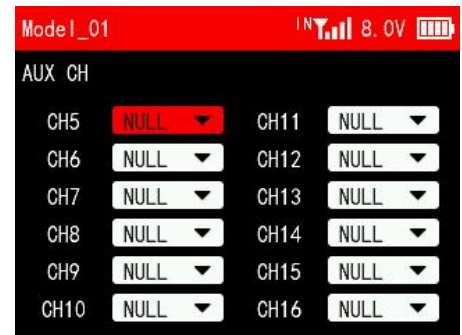 Model_01 IN 8.0V
AUX CH
CH5 NULL CH11 NULL
CH6 NULL CH12 NULL
CH7 NULL CH13 NULL
CH8 NULL CH14 NULL
CH9 NULL CH15 NULL
CH10 NULL CH16 NULL